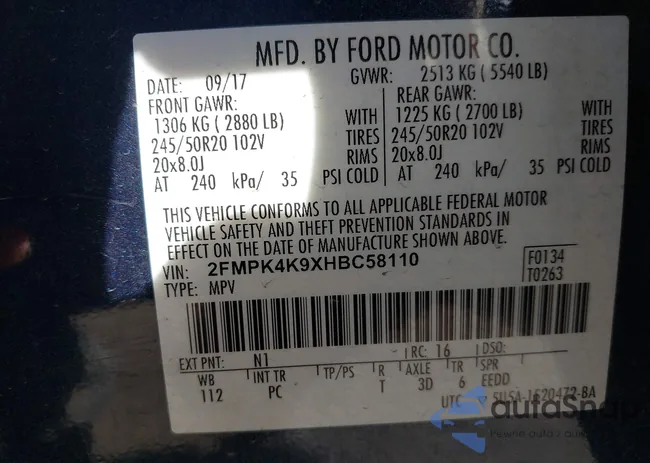 MFD. BY FORD MOTOR CO.
DATE: 09/17
GVWR: 2513 KG ( 5540 LB)
FRONT GAWR:
1306 KG ( 2880 LB) WITH
245/50R20 102V TIRES
20x8.0J RIMS
AT 240 kPa/ 35 PSI COLD
REAR GAWR:
1225 KG ( 2700 LB) WITH
245/50R20 102V TIRES
20x8.0J RIMS
AT 240 kPa/ 35 PSI COLD
THIS VEHICLE CONFORMS TO ALL APPLICABLE FEDERAL MOTOR
VEHICLE SAFETY AND THEFT PREVENTION STANDARDS IN
EFFECT ON THE DATE OF MANUFACTURE SHOWN ABOVE.
VIN: 2FMPK4K9XHBC58110
TYPE: MPV
F0134
T0263
EXT PNT: N1 RC: 16 DSO:
WB INT TR TP/PS R AXLE TR SPR
112 PC T 3D 6 EEDD
UTC
autaSnap
pewne auta z autem